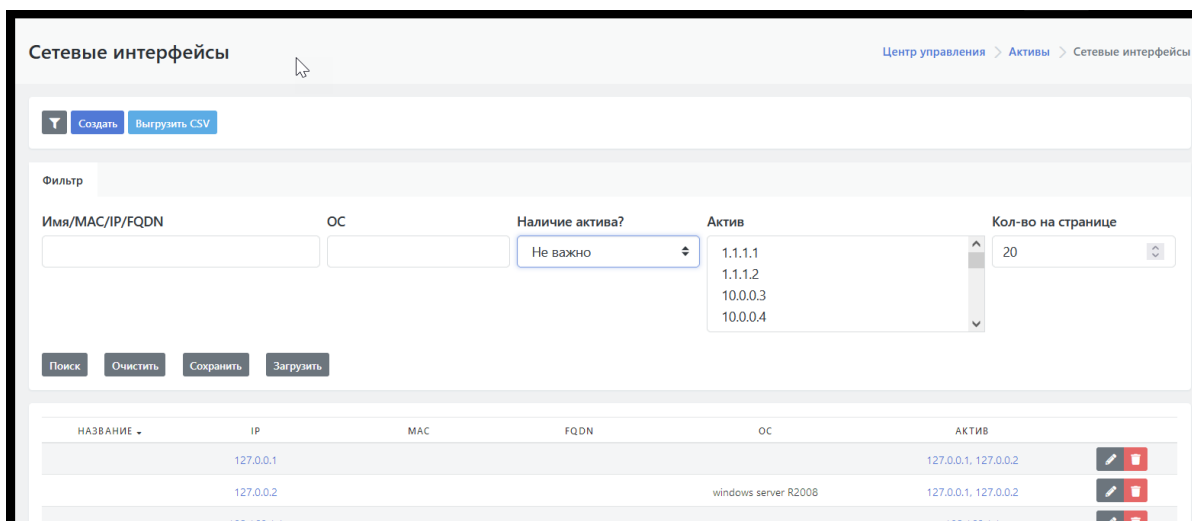 Сетевые интерфейсы
Центр управления > Активы > Сетевые интерфейсы
Создать Выгрузить CSV
Фильтр
Имя/MAC/IP/FQDN ОС Наличие актива? Актив Кол-во на странице
Не важно 1.1.1.1 20
1.1.1.2
10.0.0.3
10.0.0.4
Поиск Очистить Сохранить Загрузить
НАЗВАНИЕ IP MAC FQDN ОС АКТИВ
127.0.0.1 127.0.0.1, 127.0.0.2
127.0.0.2 windows server R2008 127.0.0.1, 127.0.0.2